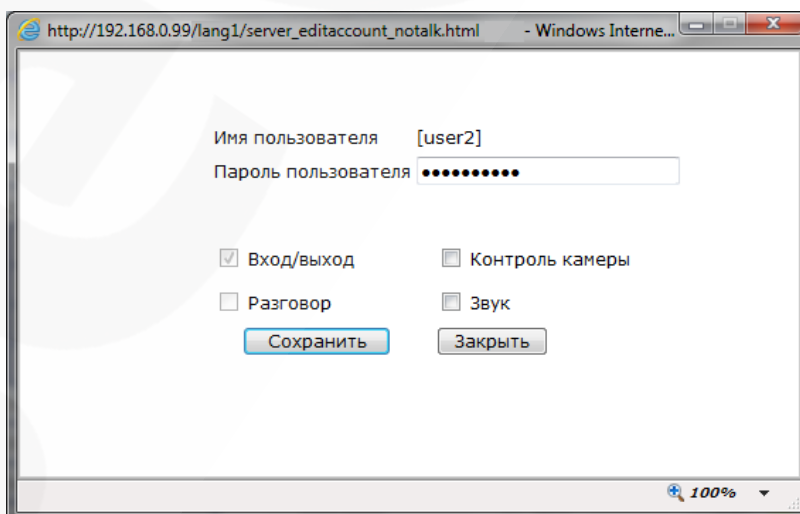 http://192.168.0.99/lang1/server_editaccount_notalk.html - Windows Interne...
Имя пользователя [user2]
Пароль пользователя ••••••••••
Вход/выход Контроль камеры
Разговор Звук
Сохранить Закрыть
100%